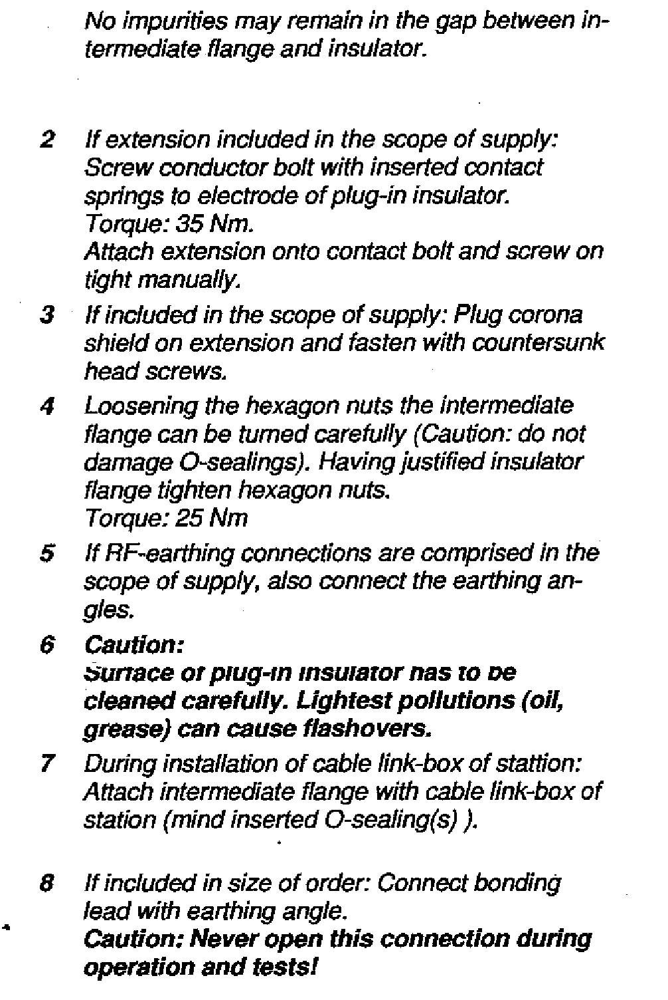 No impurities may remain in the gap between in-
termediate flange and insulator.
2 If extension included in the scope of supply:
Screw conductor bolt with inserted contact
springs to electrode of plug-in insulator.
Torque: 35 Nm.
Attach extension onto contact bolt and screw on
tight manually.
3 If included in the scope of supply: Plug corona
shield on extension and fasten with countersunk
head screws.
4 Loosening the hexagon nuts the intermediate
flange can be turned carefully (Caution: do not
damage O-sealings). Having justified insulator
flange tighten hexagon nuts.
Torque: 25 Nm
5 If RF-earthing connections are comprised in the
scope of supply, also connect the earthing an-
gles.
6 Caution:
Surface of plug-in insulator has to be
cleaned carefully. Lightest pollutions (oil,
grease) can cause flashovers.
7 During installation of cable link-box of stattion:
Attach intermediate flange with cable link-box of
station (mind inserted O-sealing(s) ).
8 If included in size of order: Connect bonding
lead with earthing angle.
Caution: Never open this connection during
operation and tests!